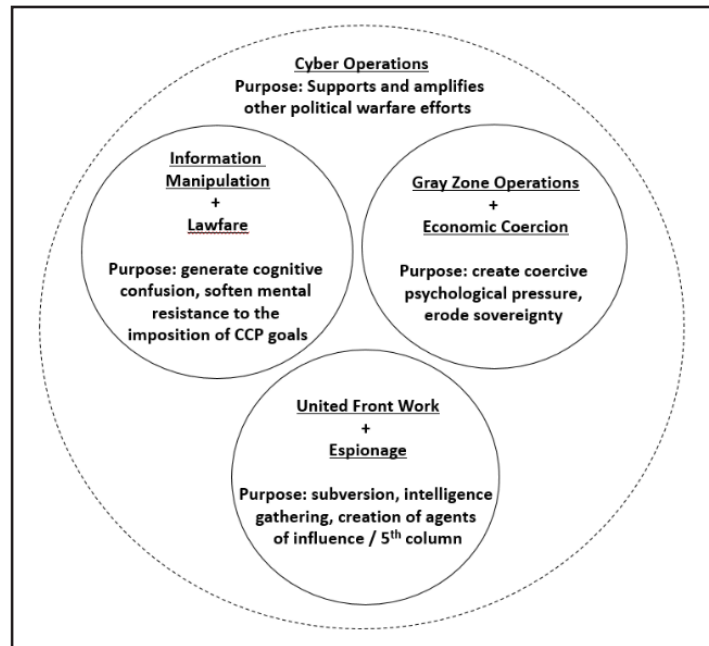 Cyber Operations
Purpose: Supports and amplifies
other political warfare efforts
Information
Manipulation
+
Lawfare
Purpose: generate cognitive
confusion, soften mental
resistance to the
imposition of CCP goals
Gray Zone Operations
+
Economic Coercion
Purpose: create coercive
psychological pressure,
erode sovereignty
United Front Work
+
Espionage
Purpose: subversion, intelligence
gathering, creation of agents
of influence / 5th column